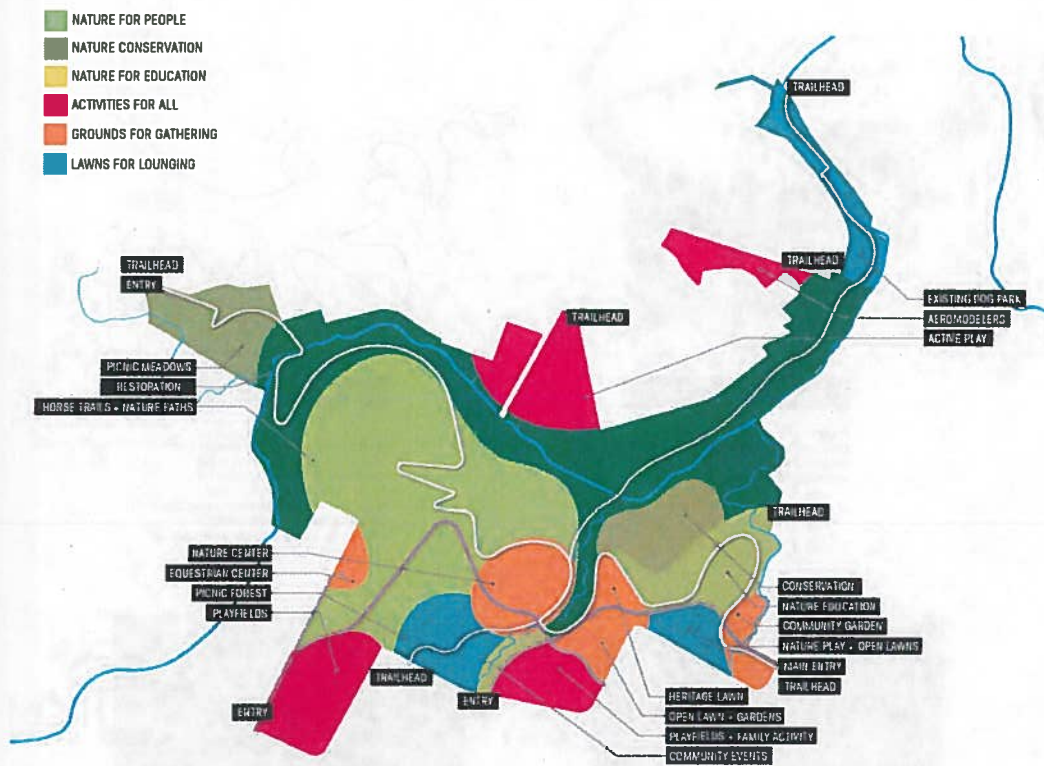 NATURE FOR PEOPLE
NATURE CONSERVATION
NATURE FOR EDUCATION
ACTIVITIES FOR ALL
GROUNDS FOR GATHERING
LAWNS FOR LOUNGING
TRAILHEAD
TRAILHEAD
ENTRY
TRAILHEAD
EXISTING DOG PARK
AEROMODELERS
ACTIVE PLAY
TRAILHEAD
PICNIC MEADOWS
RESTORATION
HORSE TRAILS + NATURE PATHS
TRAILHEAD
NATURE CENTER
EQUESTRIAN CENTER
PICNIC FOREST
PLAYFIELDS
CONSERVATION
NATURE EDUCATION
COMMUNITY GARDEN
NATURE PLAY + OPEN LAWNS
MAIN ENTRY
TRAILHEAD
TRAILHEAD
ENTRY
ENTRY
HERITAGE LAWN
OPEN LAWN + GARDENS
PLAYFIELDS + FAMILY ACTIVITY
COMMUNITY EVENTS